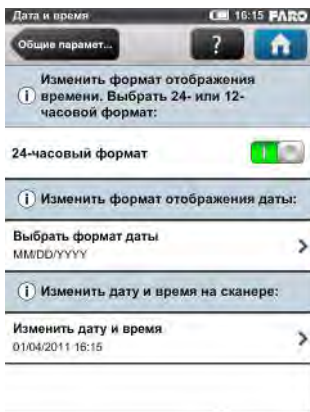 Дата и время 16:15 FARO
Общие парамет... ?
Изменить формат отображения
времени. Выбрать 24- или 12-
часовой формат:
24-часовый формат
Изменить формат отображения даты:
Выбрать формат даты
MM/DD/YYYY
Изменить дату и время на сканере:
Изменить дату и время
01/04/2011 16:15